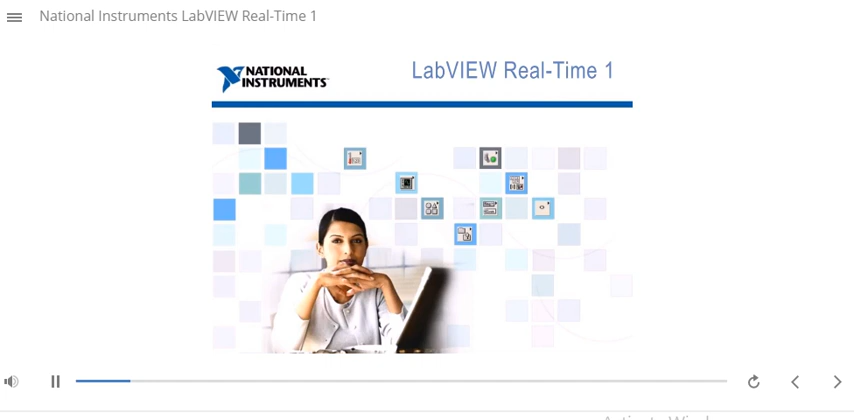 National Instruments LabVIEW Real-Time 1
NATIONAL
INSTRUMENTS
LabVIEW Real-Time 1